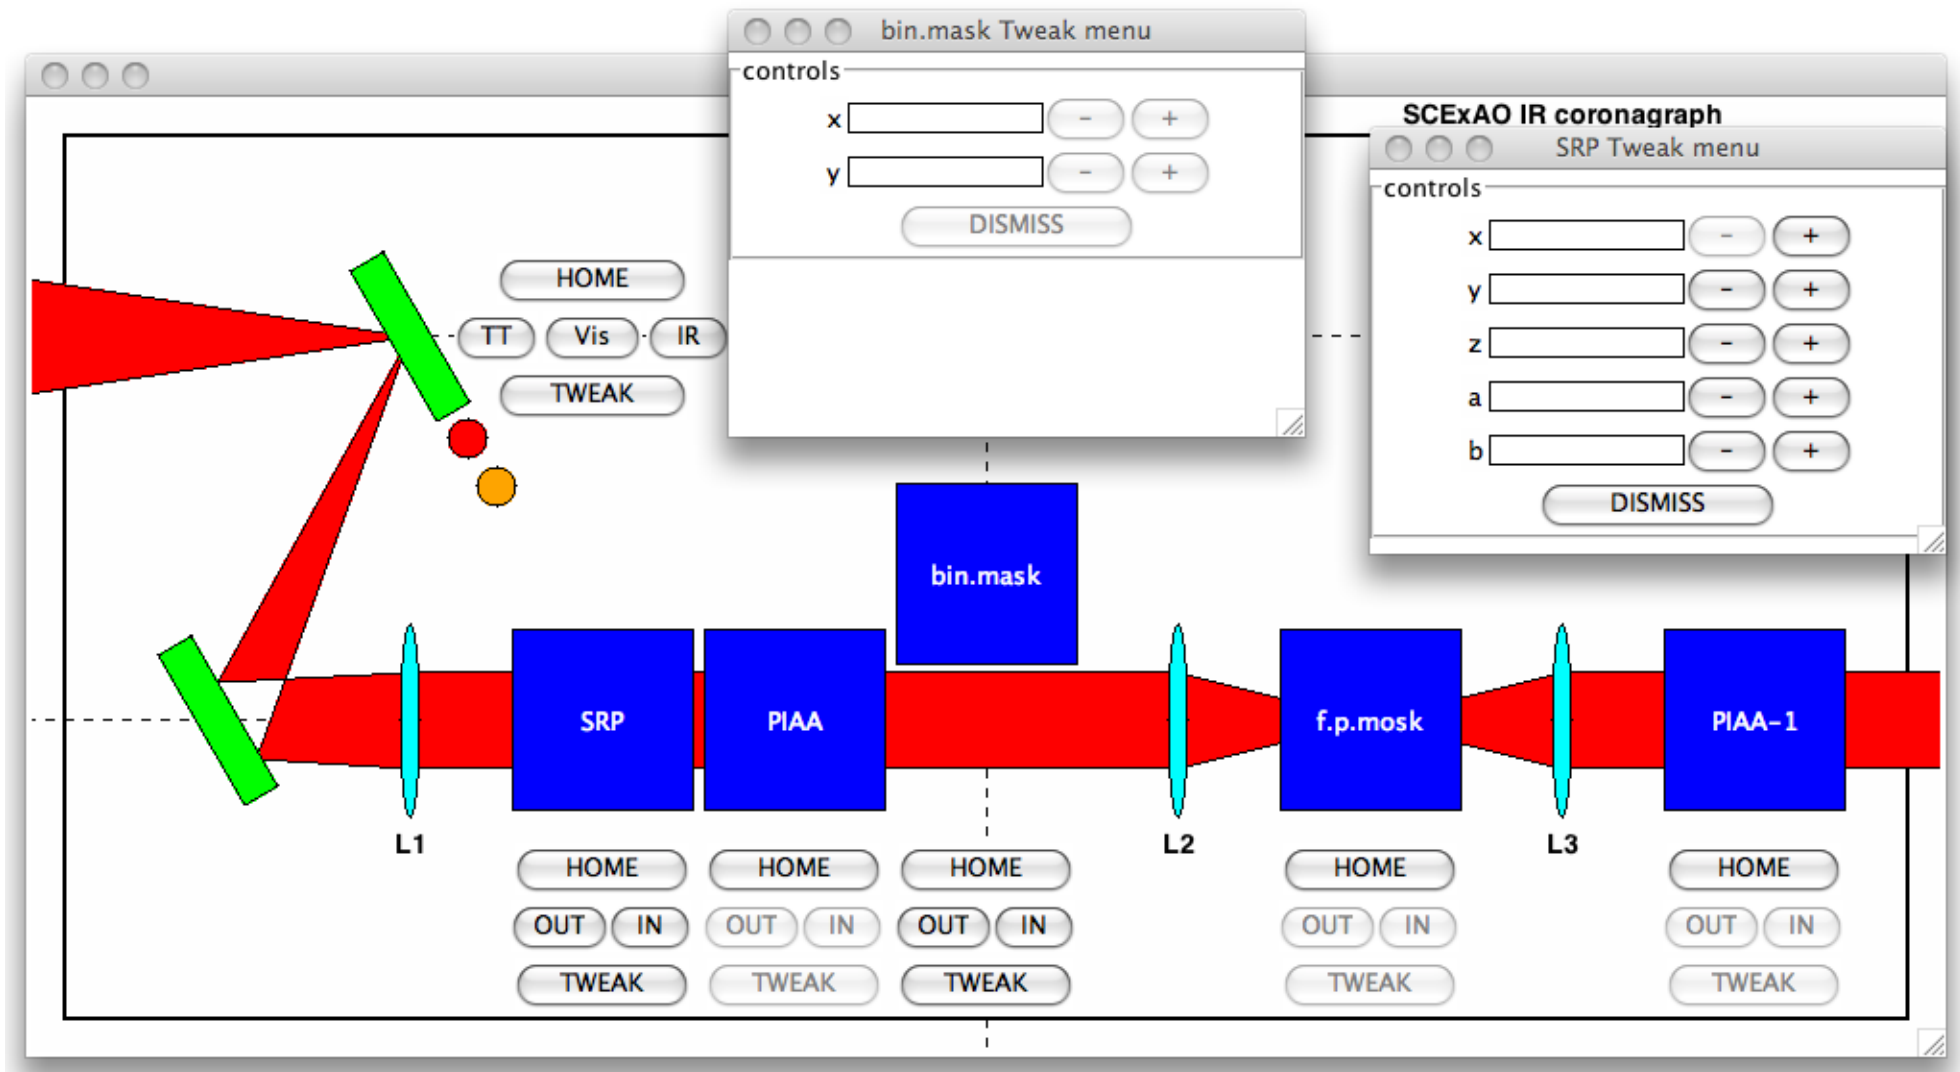 bin.mask Tweak menu
controls
x - +
y - +
DISMISS
SCExAO IR coronagraph
SRP Tweak menu
controls
x - +
y - +
z - +
a - +
b - +
DISMISS
HOME
TT Vis IR
TWEAK
bin.mask
SRP PIAA f.p.mosk PIAA-1
L1 L2 L3
HOME HOME HOME HOME HOME
OUT IN OUT IN OUT IN OUT IN OUT IN
TWEAK TWEAK TWEAK TWEAK TWEAK